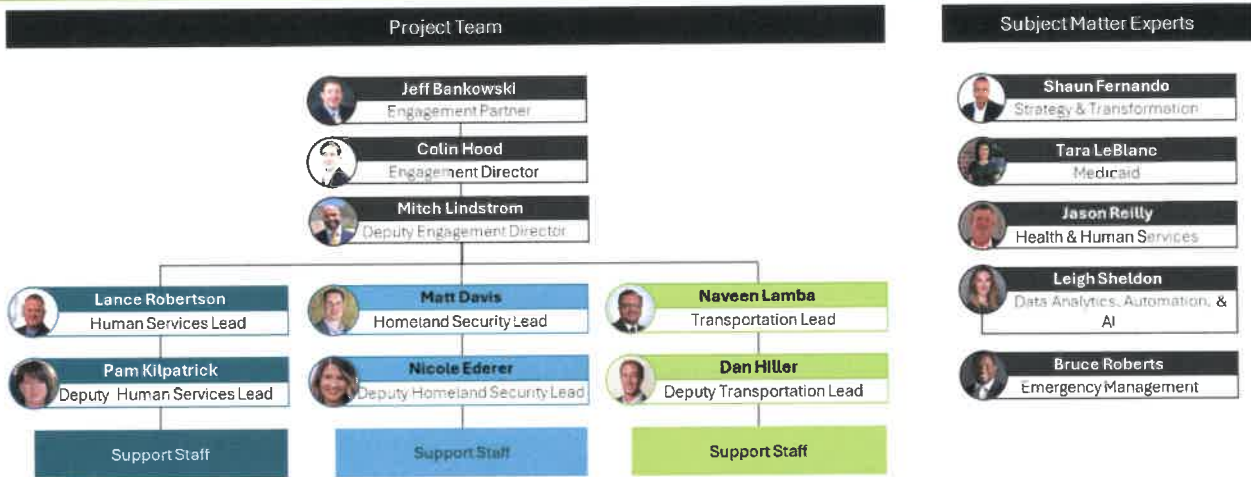 Project Team
Jeff Bankowski
Engagement Partner
Colin Hood
Engagement Director
Mitch Lindstrom
Deputy Engagement Director
Lance Robertson
Human Services Lead
Pam Kilpatrick
Deputy Human Services Lead
Support Staff
Matt Davis
Homeland Security Lead
Nicole Ederer
Deputy Homeland Security Lead
Support Staff
Naveen Lamba
Transportation Lead
Dan Hiller
Deputy Transportation Lead
Support Staff
Subject Matter Experts
Shaun Fernando
Strategy & Transformation
Tara LeBlanc
Medicaid
Jason Reilly
Health & Human Services
Leigh Sheldon
Data Analytics, Automation, &
AI
Bruce Roberts
Emergency Management